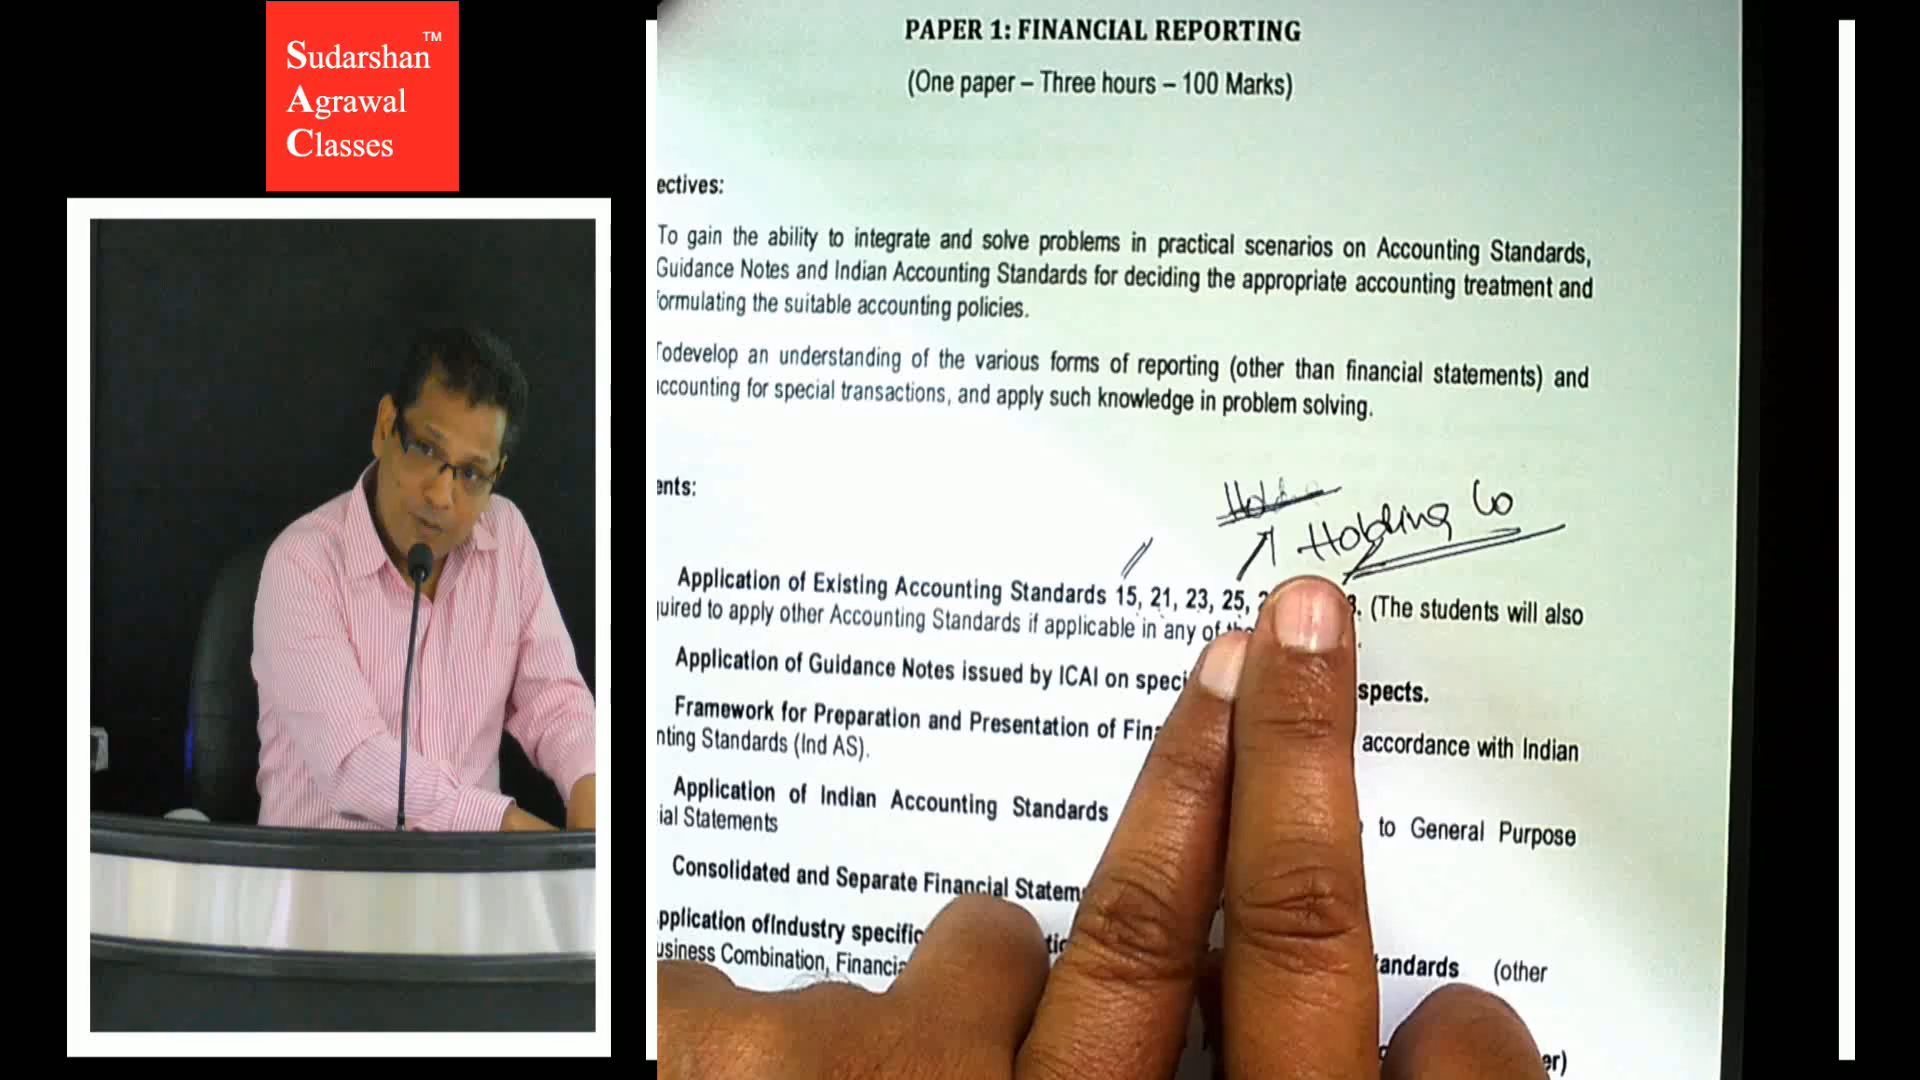 Sudarshan™
Agrawal
Classes
PAPER 1: FINANCIAL REPORTING
(One paper – Three hours – 100 Marks)
ectives:
To gain the ability to integrate and solve problems in practical scenarios on Accounting Standards,
Guidance Notes and Indian Accounting Standards for deciding the appropriate accounting treatment and
formulating the suitable accounting policies.
Todevelop an understanding of the various forms of reporting (other than financial statements) and
accounting for special transactions, and apply such knowledge in problem solving.
ents:
Holding Co
Application of Existing Accounting Standards 15, 21, 23, 25, (The students will also
quired to apply other Accounting Standards if applicable in any of
Application of Guidance Notes issued by ICAI on speci spects.
Framework for Preparation and Presentation of Fin accordance with Indian
nting Standards (Ind AS).
Application of Indian Accounting Standards to General Purpose
ial Statements
Consolidated and Separate Financial Statem
pplication ofIndustry specific tandards (other
usiness Combination, Financia
er)